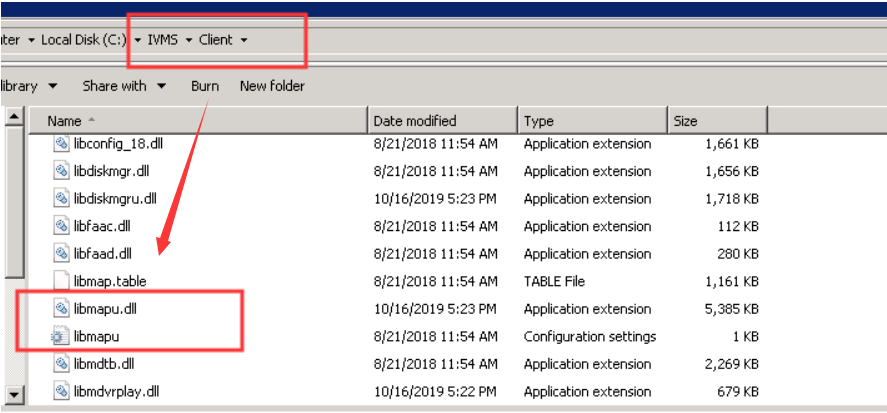 uter Local Disk (C:) IVMS Client
library Share with Burn New folder
Name Date modified Type Size
libconfig_18.dll 8/21/2018 11:54 AM Application extension 1,661 KB
libdiskmgr.dll 8/21/2018 11:54 AM Application extension 1,656 KB
libdiskmgru.dll 10/16/2019 5:23 PM Application extension 1,718 KB
libfaac.dll 8/21/2018 11:54 AM Application extension 112 KB
libfaad.dll 8/21/2018 11:54 AM Application extension 280 KB
libmap.table 8/21/2018 11:54 AM TABLE File 1,161 KB
libmapu.dll 10/16/2019 5:23 PM Application extension 5,385 KB
libmapu 8/21/2018 11:54 AM Configuration settings 1 KB
libmdtb.dll 8/21/2018 11:54 AM Application extension 2,269 KB
libmdvrplay.dll 10/16/2019 5:22 PM Application extension 679 KB